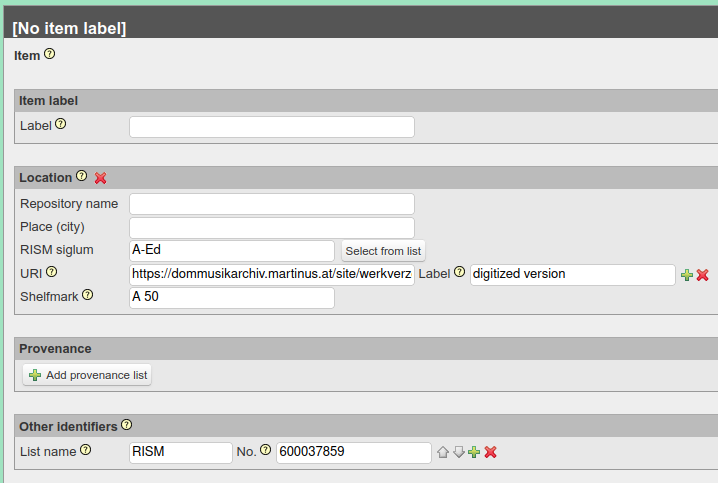 [No item label]
Item ?
Item label
Label ?
Location ?
Repository name
Place (city)
RISM siglum A-Ed Select from list
URI ? https://dommusikarchiv.martinus.at/site/werkverz Label ? digitized version
Shelfmark ? A 50
Provenance
Add provenance list
Other identifiers ?
List name ? RISM No. ? 600037859